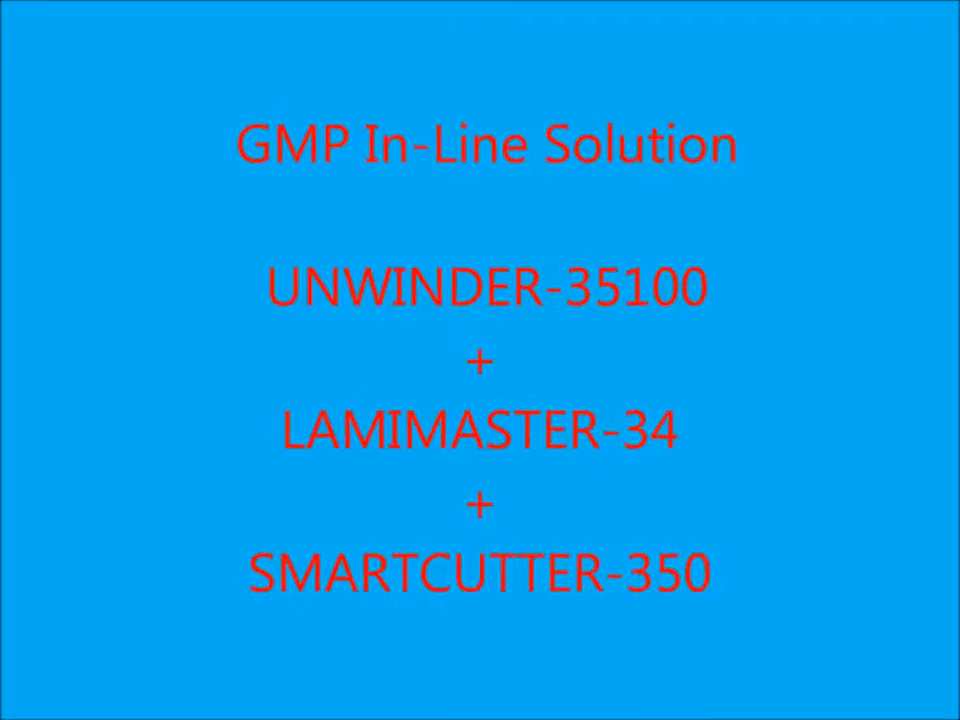 GMP In-Line Solution
UNWINDER-35100
+
LAMIMASTER-34
+
SMARTCUTTER-350